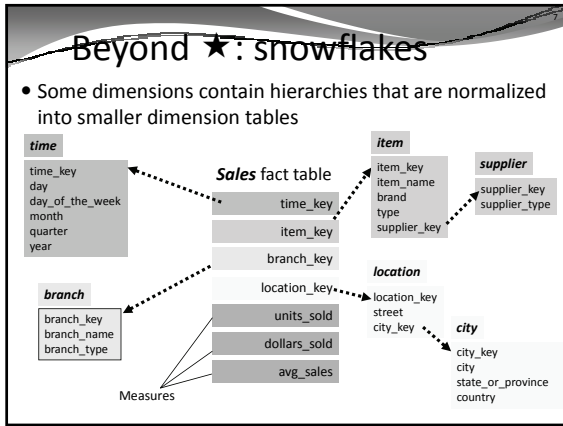 7
Beyond ★: snowflakes
• Some dimensions contain hierarchies that are normalized
into smaller dimension tables
time
time_key
day
day_of_the_week
month
quarter
year
Sales fact table
time_key
item_key
branch_key
location_key
units_sold
dollars_sold
avg_sales
item
item_key
item_name
brand
type
supplier_key
supplier
supplier_key
supplier_type
branch
branch_key
branch_name
branch_type
location
location_key
street
city_key
city
city_key
city
state_or_province
country
Measures